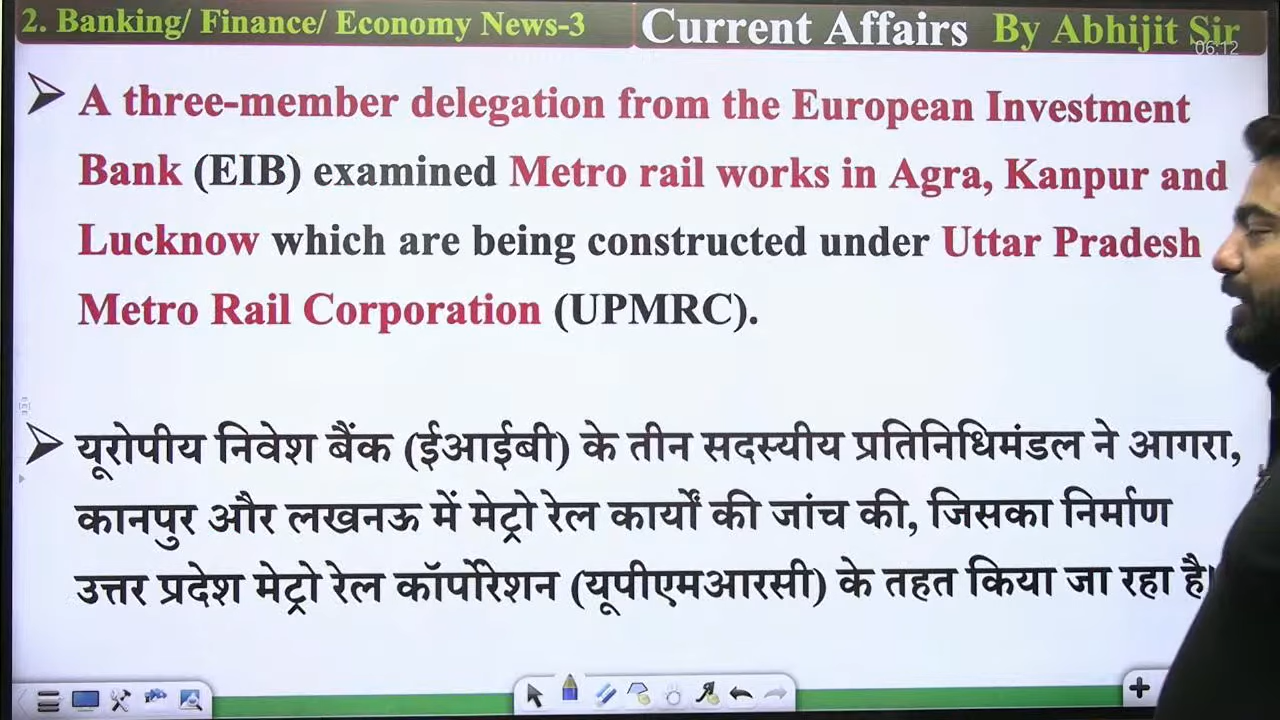 2. Banking/ Finance/ Economy News-3
Current Affairs By Abhijit Sir
06:12
A three-member delegation from the European Investment
Bank (EIB) examined Metro rail works in Agra, Kanpur and
Lucknow which are being constructed under Uttar Pradesh
Metro Rail Corporation (UPMRC).
यूरोपीय निवेश बैंक (ईआईबी) के तीन सदस्यीय प्रतिनिधिमंडल ने आगरा,
कानपुर और लखनऊ में मेट्रो रेल कार्यों की जांच की, जिसका निर्माण
उत्तर प्रदेश मेट्रो रेल कॉर्पोरेशन (यूपीएमआरसी) के तहत किया जा रहा है।